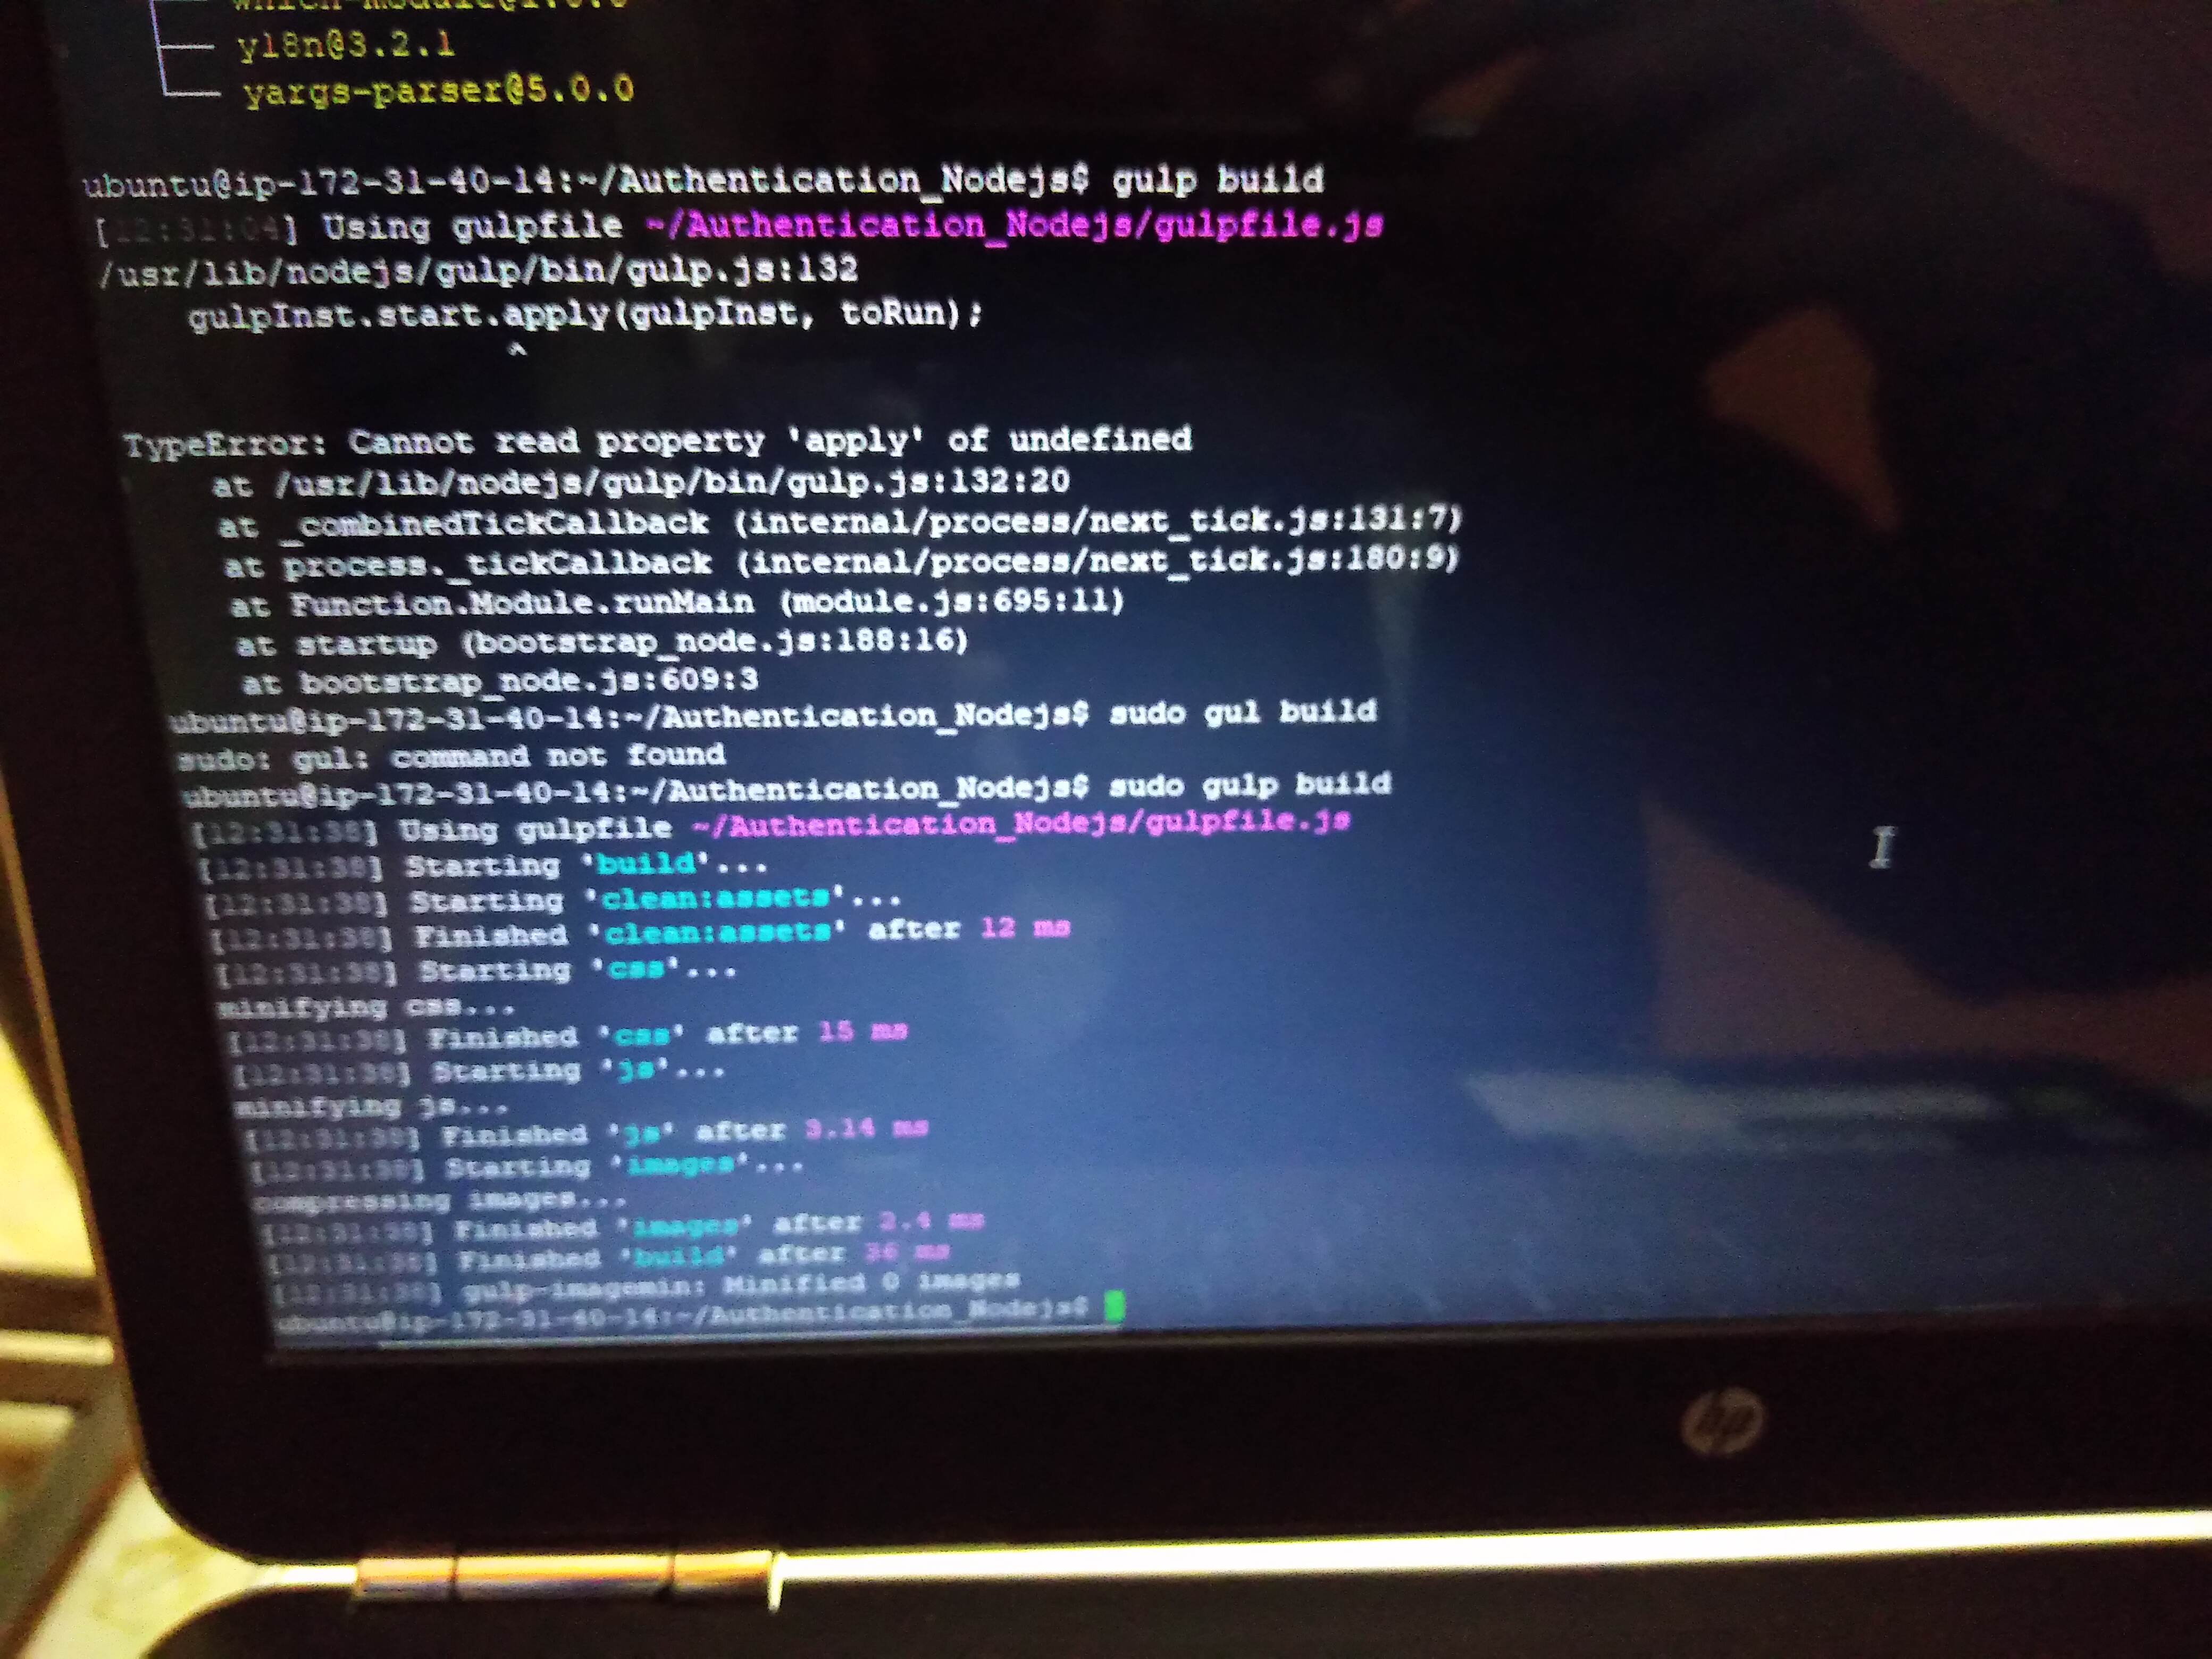 which-module@1.0.0
├── y18n@3.2.1
└── yargs-parser@5.0.0
ubuntu@ip-172-31-40-14:~/Authentication_Nodejs$ gulp build
[12:31:04] Using gulpfile ~/Authentication_Nodejs/gulpfile.js
/usr/lib/nodejs/gulp/bin/gulp.js:132
gulpInst.start.apply(gulpInst, toRun);
^
TypeError: Cannot read property 'apply' of undefined
at /usr/lib/nodejs/gulp/bin/gulp.js:132:20
at _combinedTickCallback (internal/process/next_tick.js:131:7)
at process._tickCallback (internal/process/next_tick.js:180:9)
at Function.Module.runMain (module.js:695:11)
at startup (bootstrap_node.js:188:16)
at bootstrap_node.js:609:3
ubuntu@ip-172-31-40-14:~/Authentication_Nodejs$ sudo gul build
sudo: gul: command not found
ubuntu@ip-172-31-40-14:~/Authentication_Nodejs$ sudo gulp build
[12:31:38] Using gulpfile ~/Authentication_Nodejs/gulpfile.js
[12:31:38] Starting 'build'...
[12:31:38] Starting 'clean:assets'...
[12:31:38] Finished 'clean:assets' after 12 ms
[12:31:38] Starting 'css'...
minifying css...
[12:31:38] Finished 'css' after 15 ms
[12:31:38] Starting 'js'...
minifying js...
[12:31:38] Finished 'js' after 3.14 ms
[12:31:38] Starting 'images'...
compressing images...
[12:31:38] Finished 'images' after 2.4 ms
[12:31:38] Finished 'build' after 36 ms
[12:31:38] gulp-imagemin: Minified 0 images
ubuntu@ip-172-31-40-14:~/Authentication_Nodejs$
hp